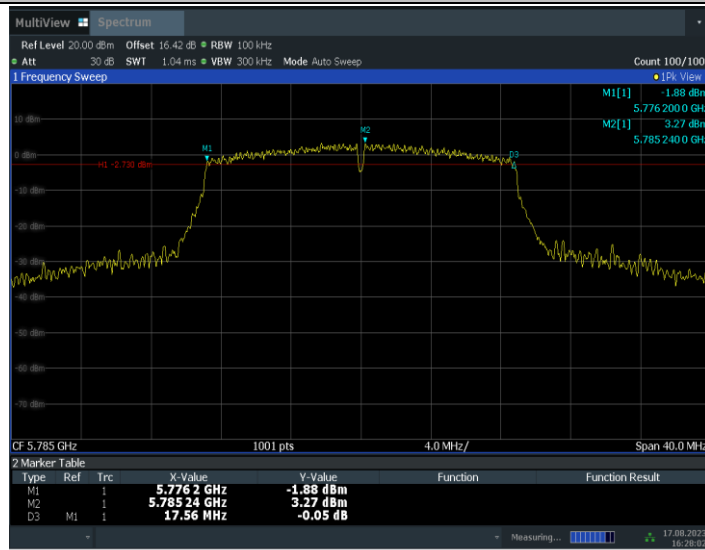 MultiView Spectrum
Ref Level 20.00 dBm Offset 16.42 dB RBW 100 kHz
Att 30 dB SWT 1.04 ms VBW 300 kHz Mode Auto Sweep Count 100/100
1 Frequency Sweep 1Pk View
M1[1] -1.88 dBm
5.776 200 0 GHz
M2[1] 3.27 dBm
5.785 240 0 GHz
10 dBm
M2
M1
0 dBm
D3
H1 -2.730 dBm
-10 dBm
-20 dBm
-30 dBm
-40 dBm
-50 dBm
-60 dBm
-70 dBm
CF 5.785 GHz 1001 pts 4.0 MHz/ Span 40.0 MHz
2 Marker Table
Type Ref Trc X-Value Y-Value Function Function Result
M1 1 5.776 2 GHz -1.88 dBm
M2 1 5.785 24 GHz 3.27 dBm
D3 M1 1 17.56 MHz -0.05 dB
Measuring... 17.08.2023
16:28:02